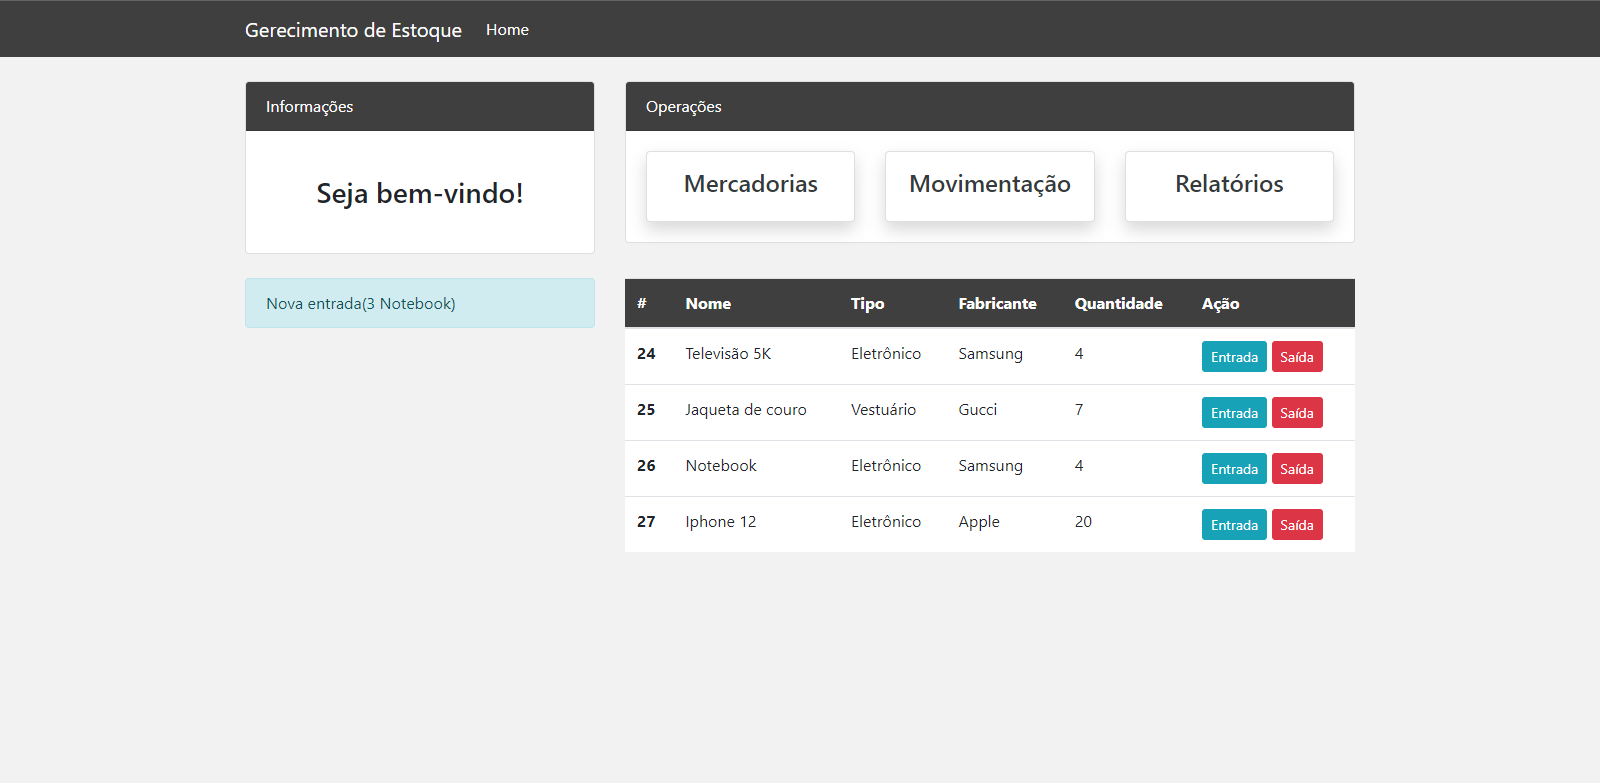 Gerecimento de Estoque Home
Informações
Seja bem-vindo!
Nova entrada(3 Notebook)
Operações
Mercadorias Movimentação Relatórios
# Nome Tipo Fabricante Quantidade Ação
24 Televisão 5K Eletrônico Samsung 4 Entrada Saída
25 Jaqueta de couro Vestuário Gucci 7 Entrada Saída
26 Notebook Eletrônico Samsung 4 Entrada Saída
27 Iphone 12 Eletrônico Apple 20 Entrada Saída